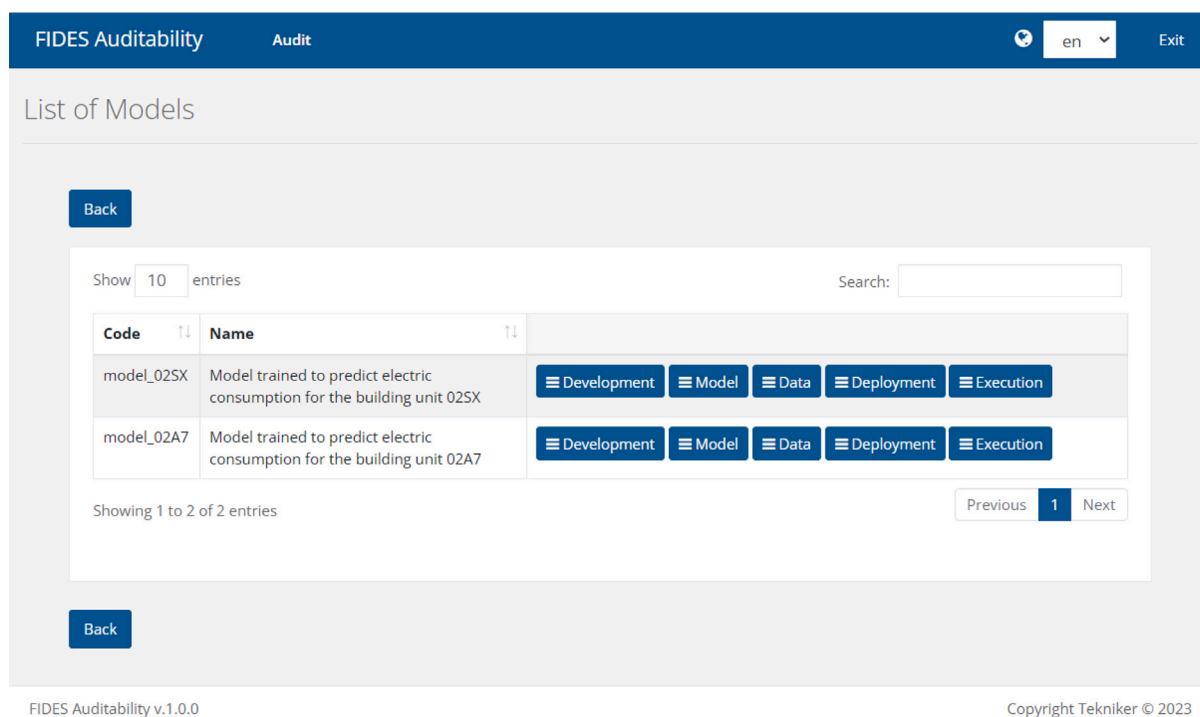 FIDES Auditability Audit en Exit
List of Models
Back
Show 10 entries Search:
Code Name
model_02SX Model trained to predict electric
consumption for the building unit 02SX
Development Model Data Deployment Execution
model_02A7 Model trained to predict electric
consumption for the building unit 02A7
Development Model Data Deployment Execution
Showing 1 to 2 of 2 entries Previous 1 Next
Back
FIDES Auditability v.1.0.0 Copyright Tekniker © 2023